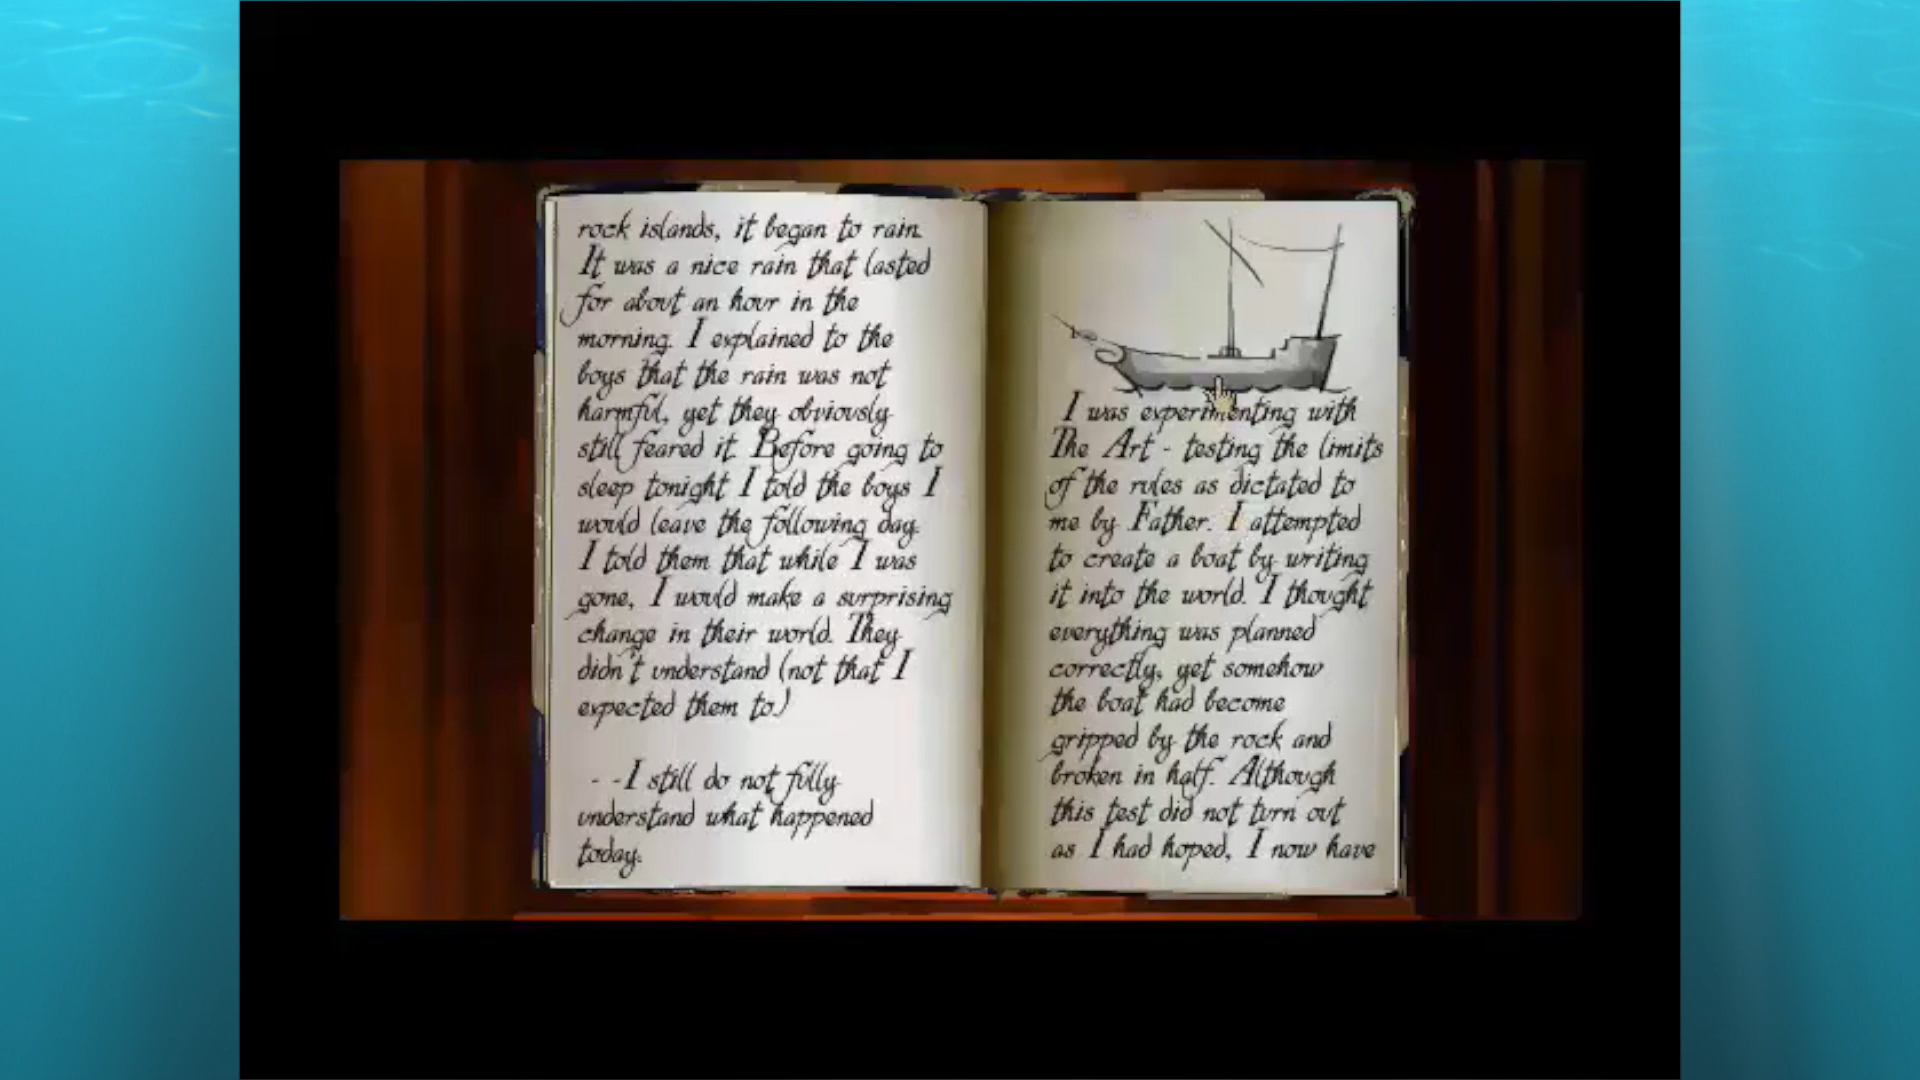 rock islands, it began to rain.
It was a nice rain that lasted
for about an hour in the
morning. I explained to the
boys that the rain was not
harmful, yet they obviously
still feared it. Before going to
sleep tonight I told the boys I
would leave the following day.
I told them that while I was
gone, I would make a surprising
change in their world. They
didn't understand (not that I
expected them to.)
- -I still do not fully
understand what happened
today.
I was experimenting with
The Art - testing the limits
of the rules as dictated to
me by Father. I attempted
to create a boat by writing
it into the world. I thought
everything was planned
correctly, yet somehow
the boat had become
gripped by the rock and
broken in half. Although
this test did not turn out
as I had hoped, I now have